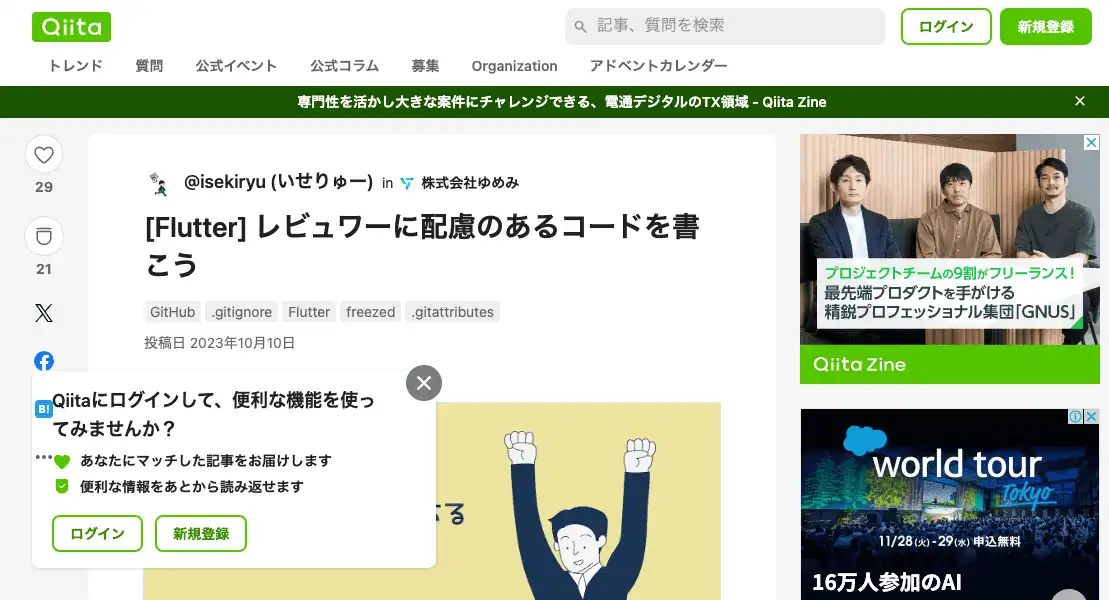 Qiita
記事、質問を検索
ログイン
新規登録
トレンド 質問 公式イベント 公式コラム 募集 Organization アドベントカレンダー
専門性を活かし大きな案件にチャレンジできる、電通デジタルのTX領域 - Qiita Zine
29
21
@isekiryu (いせりゅー) in 株式会社ゆめみ
[Flutter] レビュワーに配慮のあるコードを書
こう
GitHub .gitignore Flutter freezed .gitattributes
投稿日 2023年10月10日
B!
Qiitaにログインして、便利な機能を使っ
てみませんか？
あなたにマッチした記事をお届けします
便利な情報をあとから読み返せます
ログイン 新規登録
る
プロジェクトチームの9割がフリーランス！
最先端プロダクトを手がける
精鋭プロフェッショナル集団「GNUS」
Qiita Zine
world tour
Tokyo
11/28(火)-29(水) 申込無料
16万人参加のAI